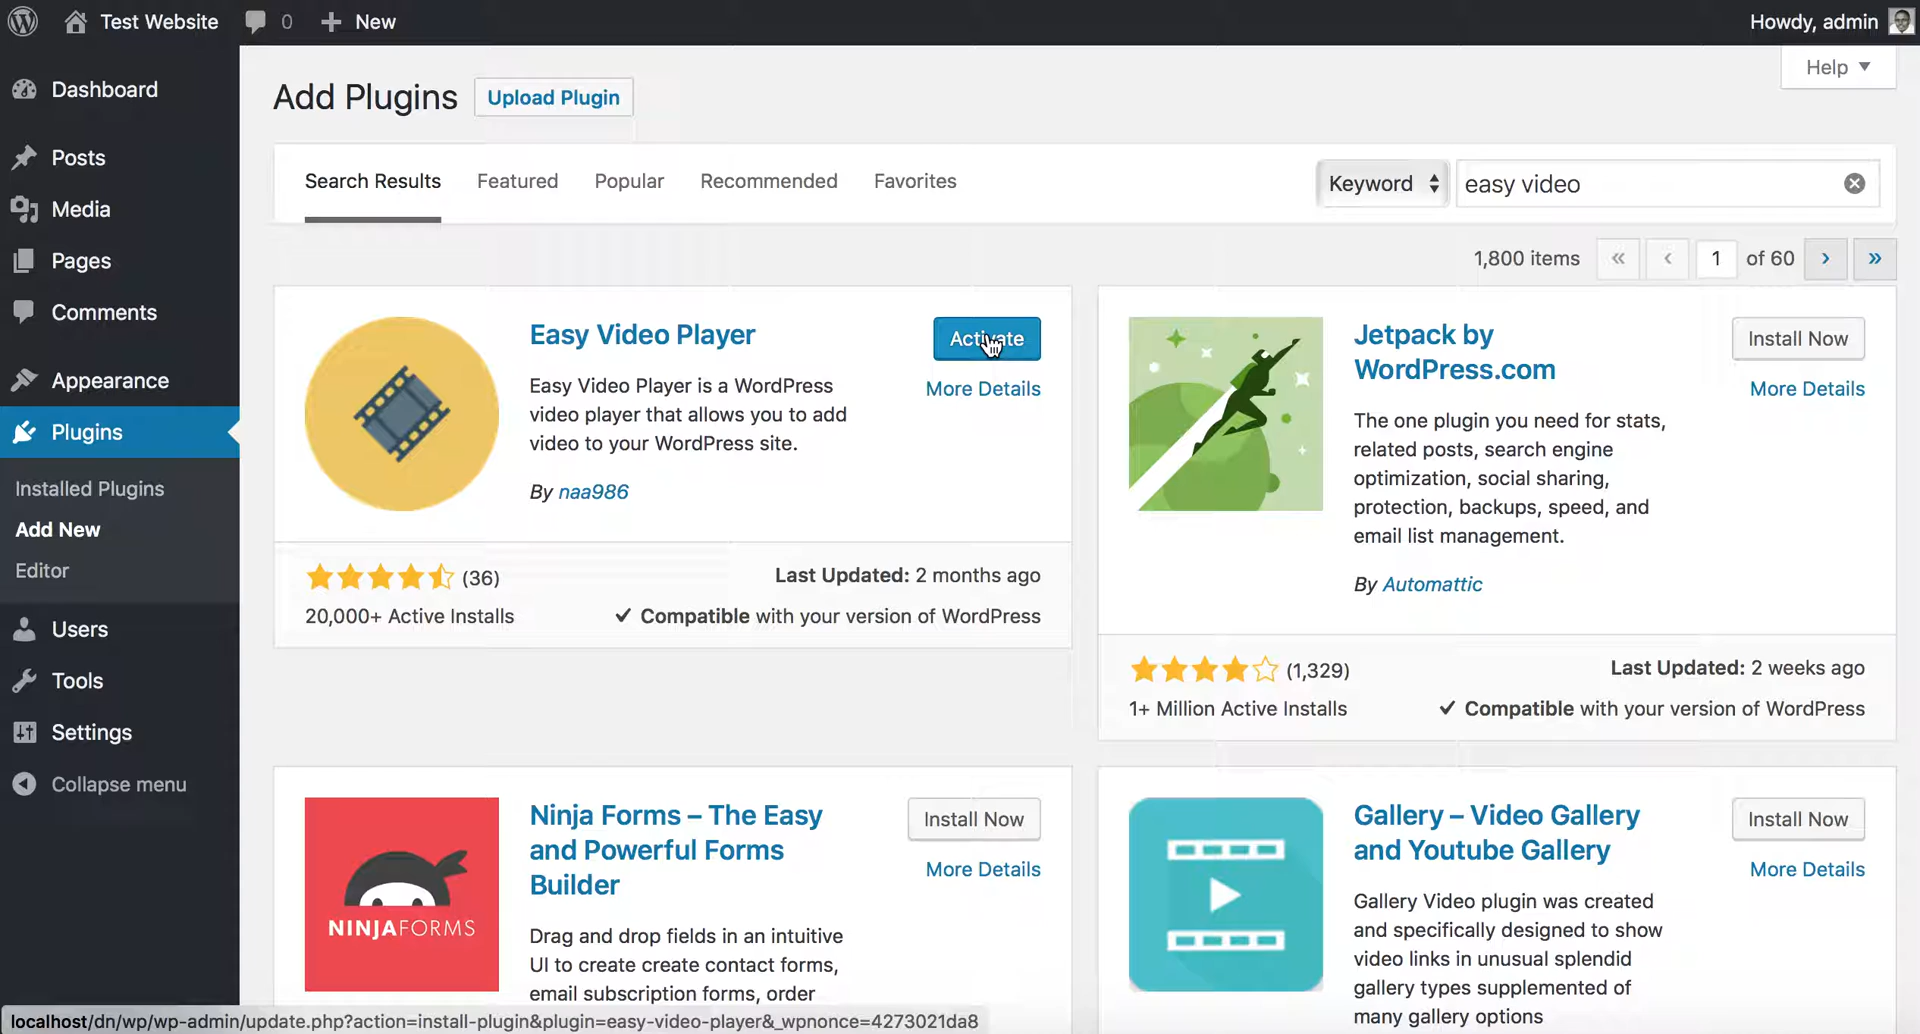 Test Website 0 New Howdy, admin
Dashboard
Posts
Media
Pages
Comments
Appearance
Plugins
Installed Plugins
Add New
Editor
Users
Tools
Settings
Collapse menu
Help
Add Plugins Upload Plugin
Search Results Featured Popular Recommended Favorites Keyword easy video
1,800 items « ‹ 1 of 60 › »
Easy Video Player
Activate
More Details
Easy Video Player is a WordPress
video player that allows you to add
video to your WordPress site.
By naa986
(36)
Last Updated: 2 months ago
20,000+ Active Installs
Compatible with your version of WordPress
Jetpack by
WordPress.com
Install Now
More Details
The one plugin you need for stats,
related posts, search engine
optimization, social sharing,
protection, backups, speed, and
email list management.
By Automattic
(1,329)
Last Updated: 2 weeks ago
1+ Million Active Installs
Compatible with your version of WordPress
NINJAFORMS
Ninja Forms – The Easy
and Powerful Forms
Builder
Install Now
More Details
Drag and drop fields in an intuitive
UI to create create contact forms,
email subscription forms, order
Gallery – Video Gallery
and Youtube Gallery
Install Now
More Details
Gallery Video plugin was created
and specifically designed to show
video links in unusual splendid
gallery types supplemented of
many gallery options
localhost/dn/wp/wp-admin/update.php?action=install-plugin&plugin=easy-video-player&_wpnonce=4273021da8